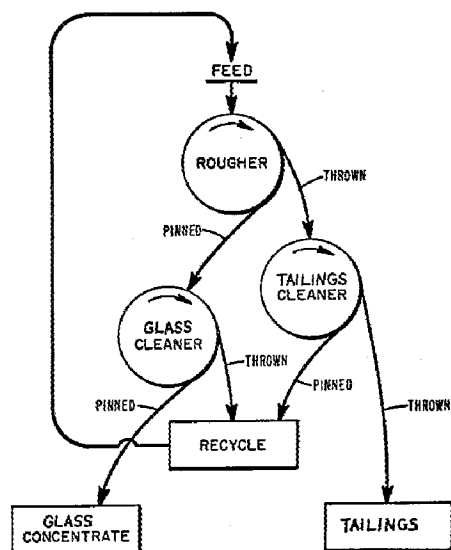 FEED
ROUGHER
THROWN
PINNED
TAILINGS
CLEANER
GLASS
CLEANER
THROWN
PINNED
PINNED
THROWN
RECYCLE
GLASS
CONCENTRATE
TAILINGS